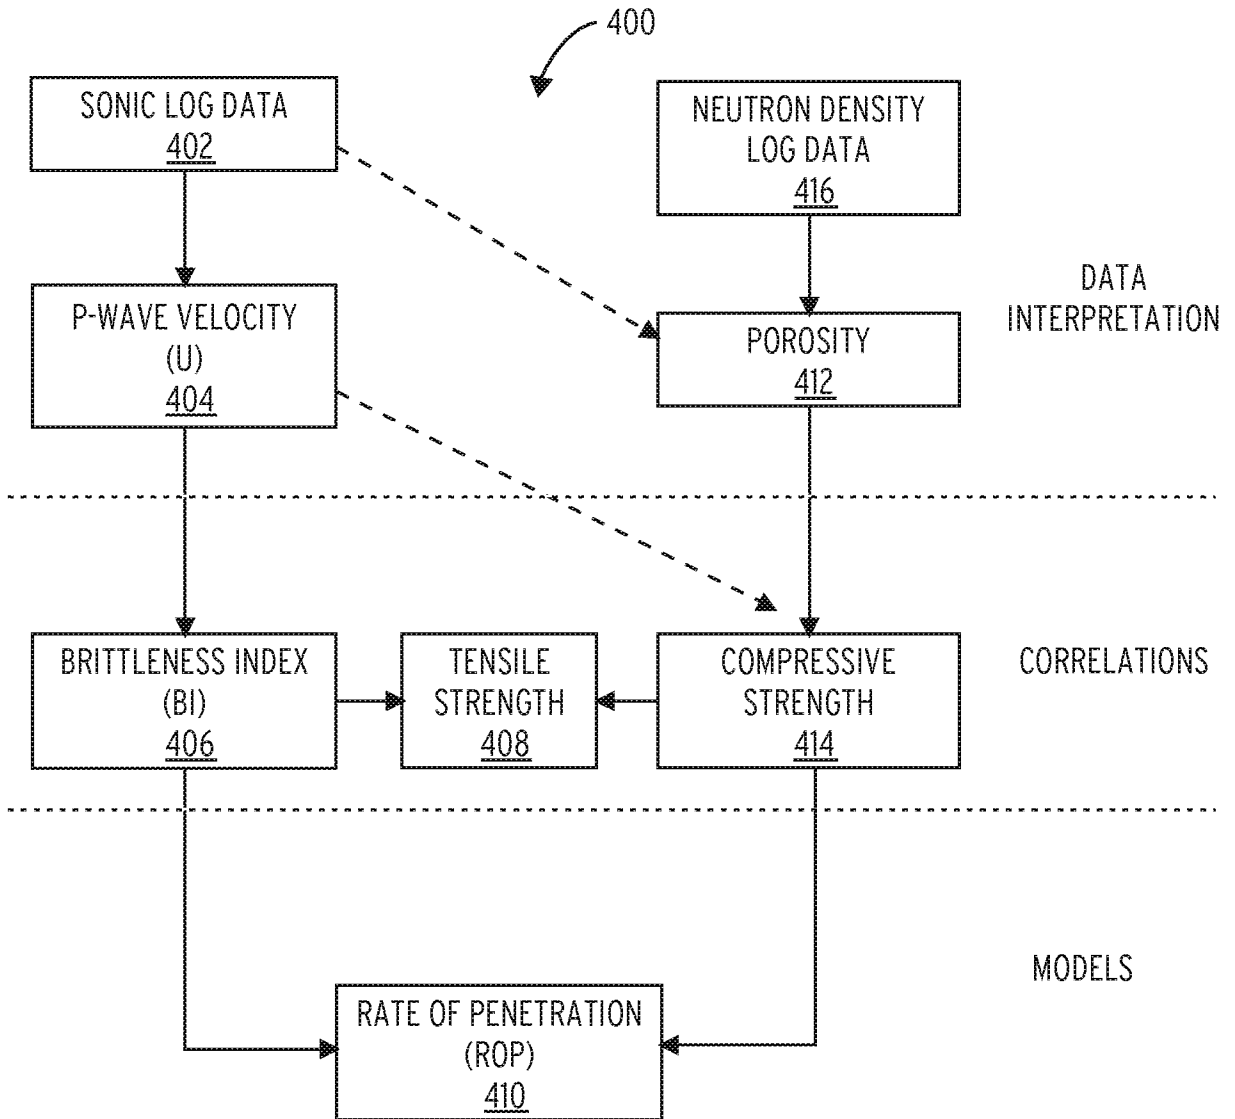 400
SONIC LOG DATA
402
NEUTRON DENSITY
LOG DATA
416
P-WAVE VELOCITY
(U)
404
POROSITY
412
DATA
INTERPRETATION
BRITTLENESS INDEX
(BI)
406
TENSILE
STRENGTH
408
COMPRESSIVE
STRENGTH
414
CORRELATIONS
RATE OF PENETRATION
(ROP)
410
MODELS